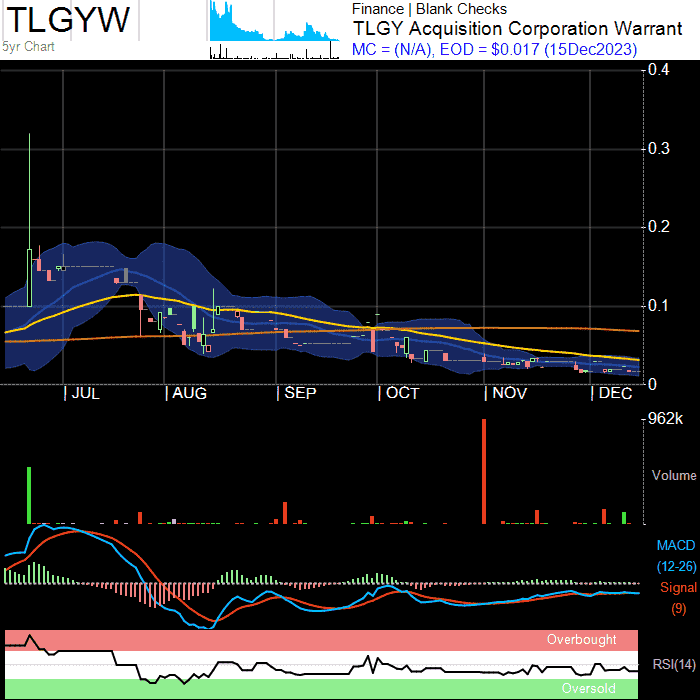 TLGYW
5yr Chart
Finance | Blank Checks
TLGY Acquisition Corporation Warrant
MC = (N/A), EOD = $0.017 (15Dec2023)
0.4
0.3
0.2
0.1
0
| JUL | AUG | SEP | OCT | NOV | DEC
962k
Volume
MACD
(12-26)
Signal
(9)
Overbought
RSI(14)
Oversold